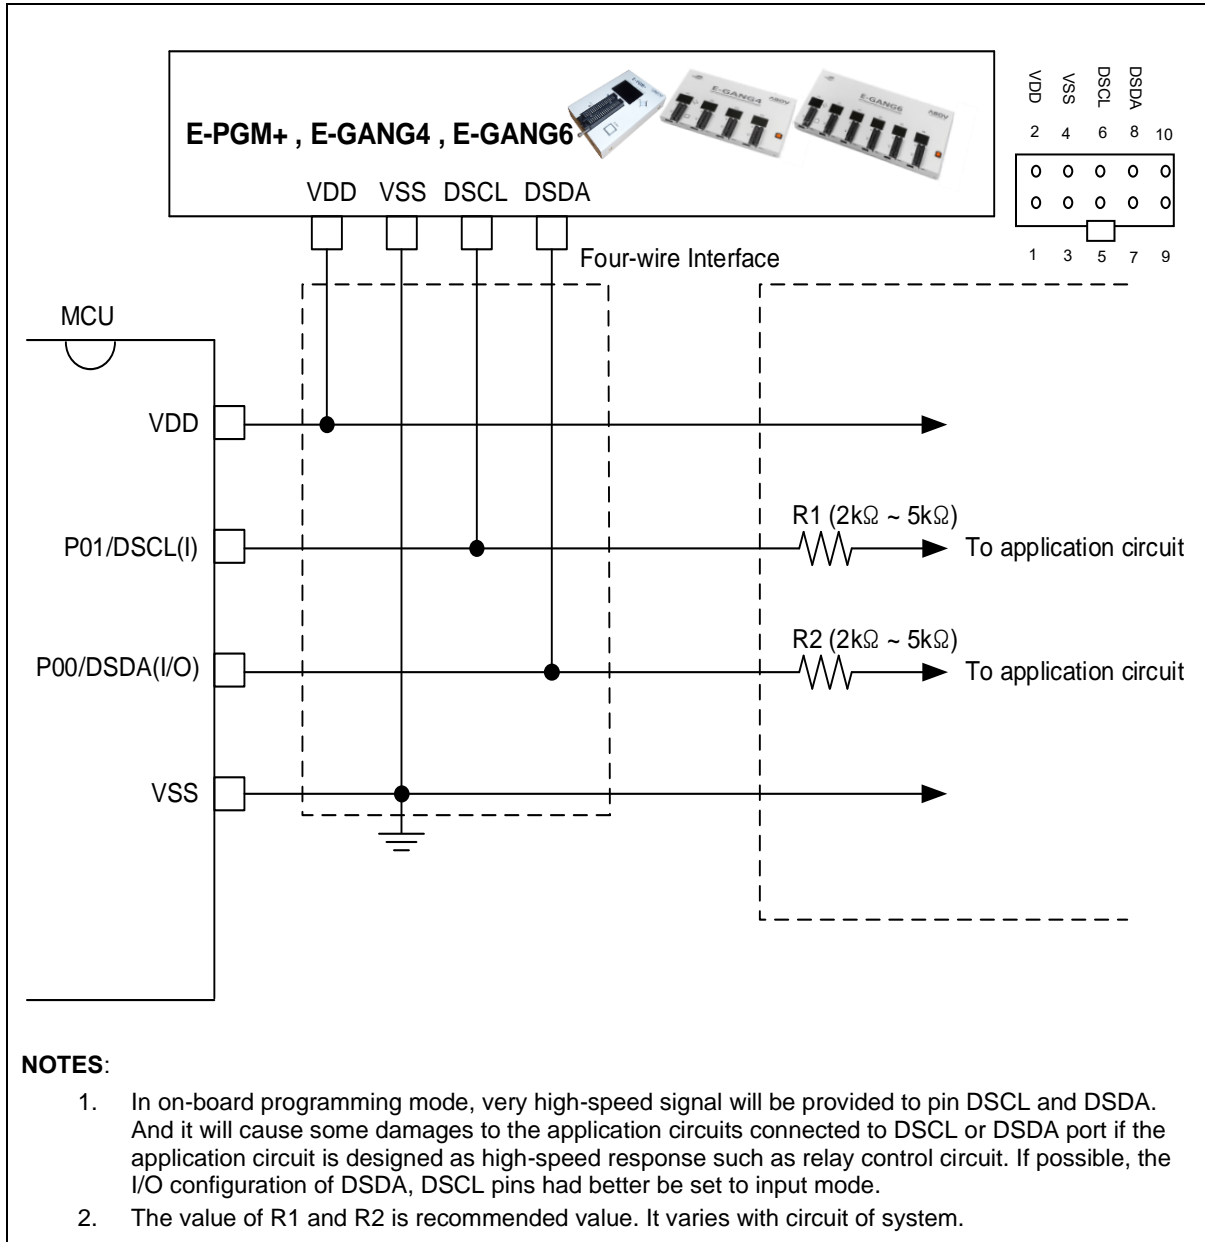 E-PGM+ , E-GANG4 , E-GANG6
E-GANG4
E-GANG6
VDD VSS DSCL DSDA
VDD VSS DSCL DSDA
2 4 6 8 10
1 3 5 7 9
Four-wire Interface
MCU
VDD
R1 (2kΩ ~ 5kΩ)
P01/DSCL(I)
To application circuit
R2 (2kΩ ~ 5kΩ)
P00/DSDA(I/O)
To application circuit
VSS
NOTES:
1. In on-board programming mode, very high-speed signal will be provided to pin DSCL and DSDA.
And it will cause some damages to the application circuits connected to DSCL or DSDA port if the
application circuit is designed as high-speed response such as relay control circuit. If possible, the
I/O configuration of DSDA, DSCL pins had better be set to input mode.
2. The value of R1 and R2 is recommended value. It varies with circuit of system.